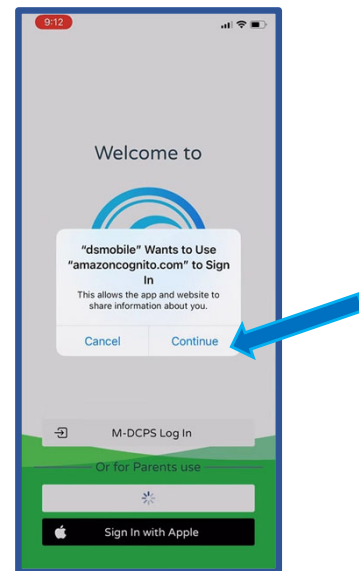 9:12
Welcome to
"dsmobile" Wants to Use
"amazoncognito.com" to Sign
In
This allows the app and website to
share information about you.
Cancel Continue
M-DCPS Log In
Or for Parents use
Sign In with Apple